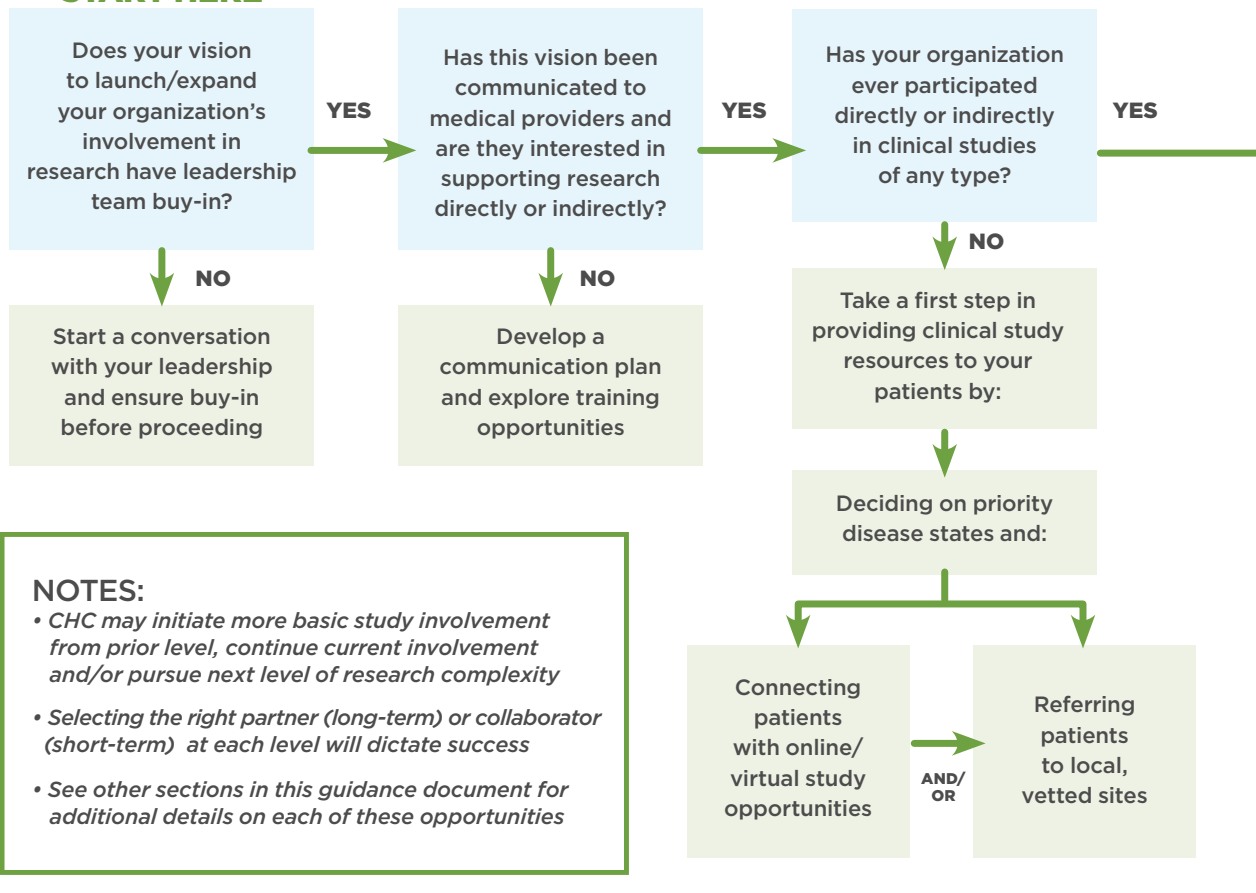 START HERE
Does your vision
to launch/expand
your organization's
involvement in
research have leadership
team buy-in?
YES
Has this vision been
communicated to
medical providers and
are they interested in
supporting research
directly or indirectly?
YES
Has your organization
ever participated
directly or indirectly
in clinical studies
of any type?
YES
NO
Start a conversation
with your leadership
and ensure buy-in
before proceeding
NO
Develop a
communication plan
and explore training
opportunities
NO
Take a first step in
providing clinical study
resources to your
patients by:
Deciding on priority
disease states and:
Connecting
patients
with online/
virtual study
opportunities
AND/
OR
Referring
patients
to local,
vetted sites
NOTES:
• CHC may initiate more basic study involvement
from prior level, continue current involvement
and/or pursue next level of research complexity
• Selecting the right partner (long-term) or collaborator
(short-term) at each level will dictate success
• See other sections in this guidance document for
additional details on each of these opportunities